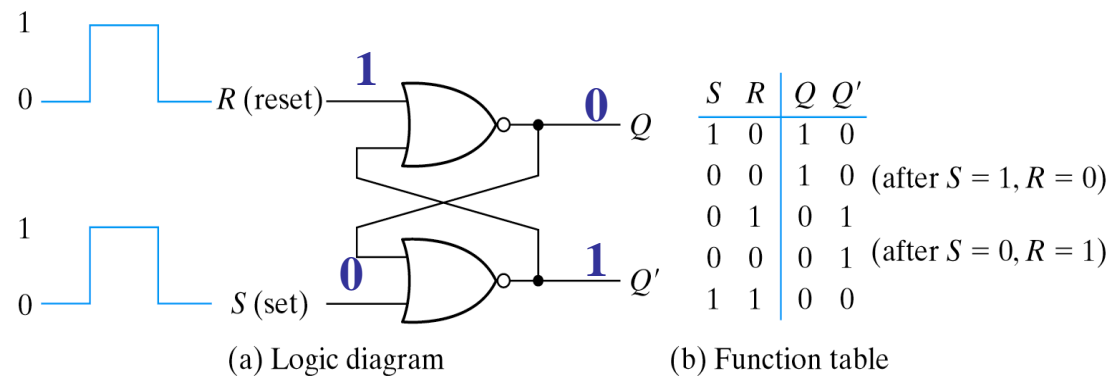 1
0
R (reset)
1
0
Q
1
0
S (set)
0
1
Q′
(a) Logic diagram
S R Q Q′
1 0 1 0
0 0 1 0 (after S = 1, R = 0)
0 1 0 1
0 0 0 1 (after S = 0, R = 1)
1 1 0 0
(b) Function table